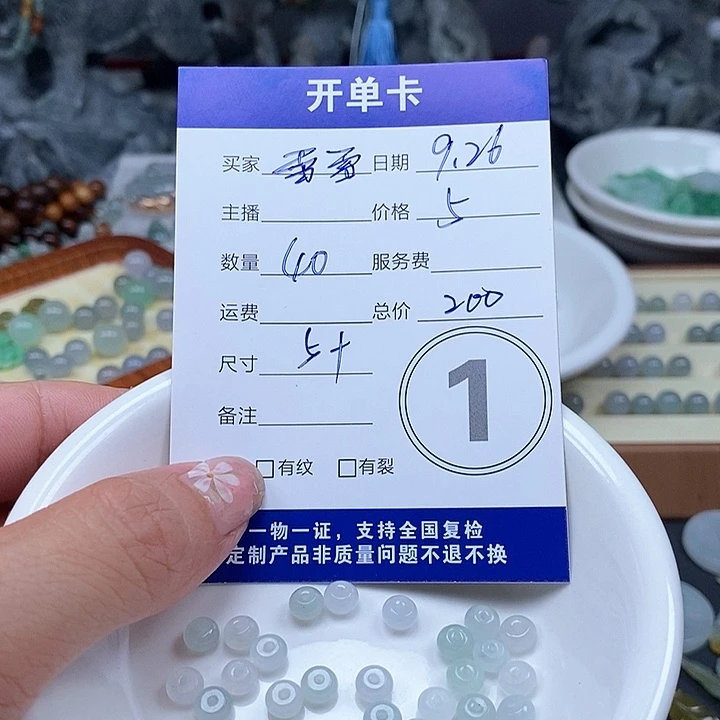 开单卡
买家 雪 日期 9.26
主播 价格 5
数量 40 服务费
运费 总价 200
尺寸 5+
备注
1
□有纹 □有裂
一物一证，支持全国复检
定制产品非质量问题不退不换